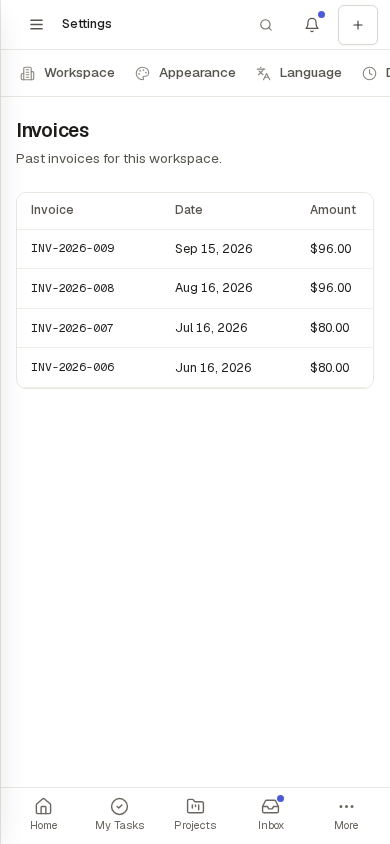 Settings
Workspace Appearance Language
Invoices
Past invoices for this workspace.
Invoice Date Amount
INV-2026-009 Sep 15, 2026 $96.00
INV-2026-008 Aug 16, 2026 $96.00
INV-2026-007 Jul 16, 2026 $80.00
INV-2026-006 Jun 16, 2026 $80.00
Home My Tasks Projects Inbox More